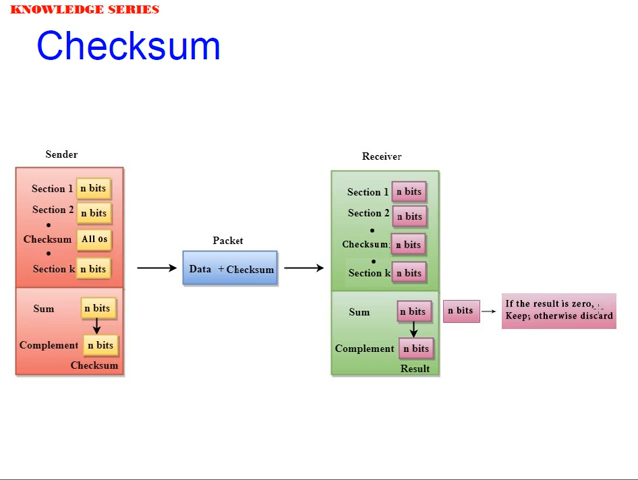 KNOWLEDGE SERIES
Checksum
Sender
Section 1 n bits
Section 2 n bits
Checksum All os
Section k n bits
Sum n bits
Complement n bits
Checksum
Packet
Data + Checksum
Receiver
Section 1 n bits
Section 2 n bits
Checksum n bits
Section k n bits
Sum n bits
Complement n bits
Result
n bits
If the result is zero,
Keep; otherwise discard